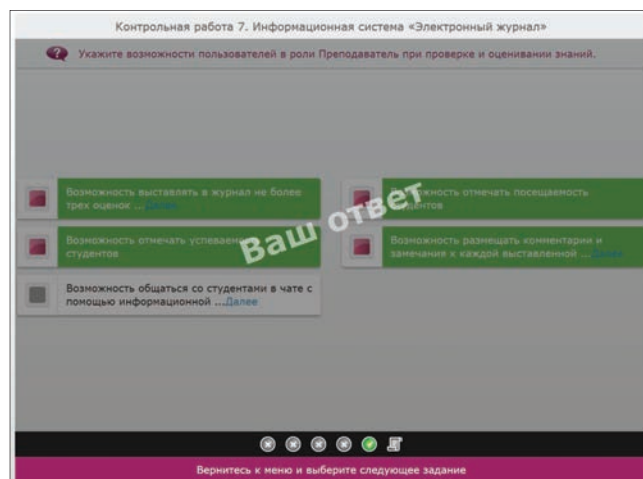 Контрольная работа 7. Информационная система «Электронный журнал»
Укажите возможности пользователей в роли Преподаватель при проверке и оценивании знаний.
Возможность выставлять в журнал не более
трех оценок ...Далее
Возможность отмечать посещаемость
студентов
Возможность отмечать
студентов
Возможность размещать комментарии и
замечания к каждой выставленной ...Далее
Возможность общаться со студентами в чате с
помощью информационной ...Далее
Ваш ответ
Вернитесь к меню и выберите следующее задание